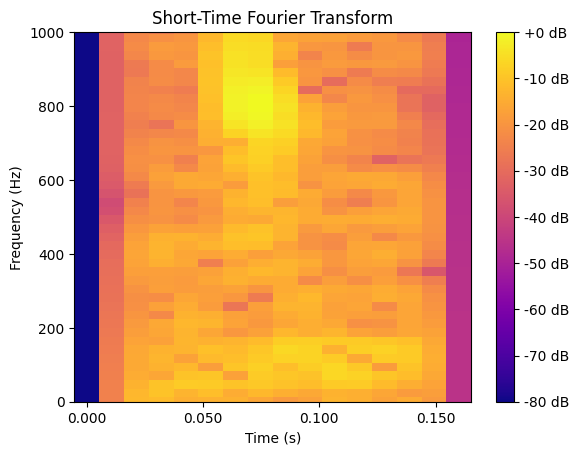 Short-Time Fourier Transform
Frequency (Hz)
1000
800
600
400
200
0
0.000
0.050
0.100
0.150
Time (s)
+0 dB
-10 dB
-20 dB
-30 dB
-40 dB
-50 dB
-60 dB
-70 dB
-80 dB